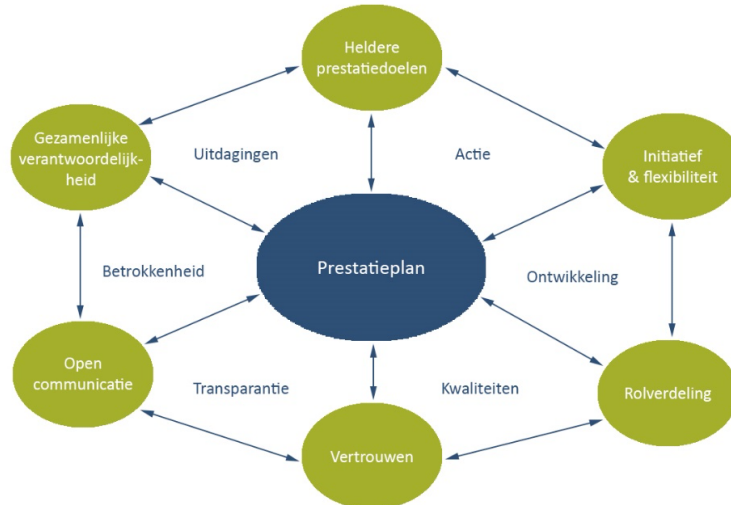 Heldere
prestatiedoelen
Gezamenlijke
verantwoordelijk-
heid
Uitdagingen
Actie
Initiatief
& flexibiliteit
Prestatieplan
Betrokkenheid
Ontwikkeling
Open
communicatie
Transparantie
Kwaliteiten
Rolverdeling
Vertrouwen